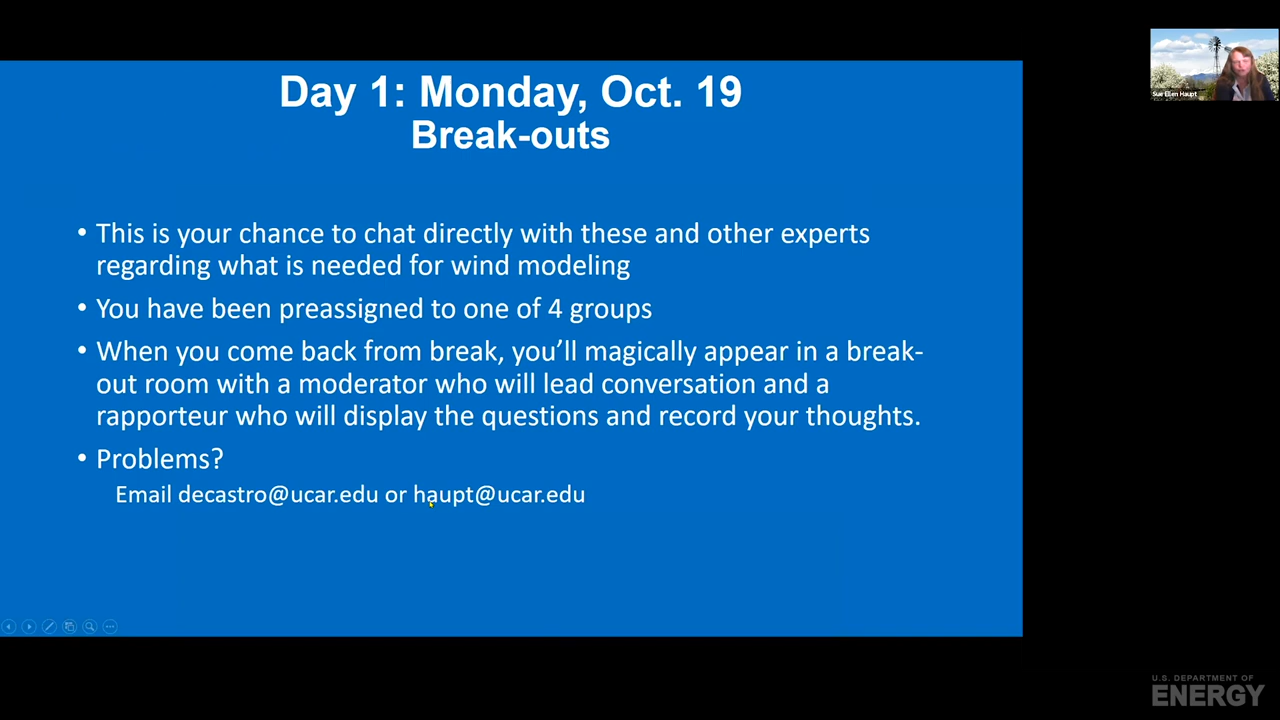 Day 1: Monday, Oct. 19
Break-outs
• This is your chance to chat directly with these and other experts
regarding what is needed for wind modeling
• You have been preassigned to one of 4 groups
• When you come back from break, you’ll magically appear in a break-
out room with a moderator who will lead conversation and a
rapporteur who will display the questions and record your thoughts.
• Problems?
Email decastro@ucar.edu or haupt@ucar.edu
Sue Ellen Haupt
U.S. DEPARTMENT OF
ENERGY